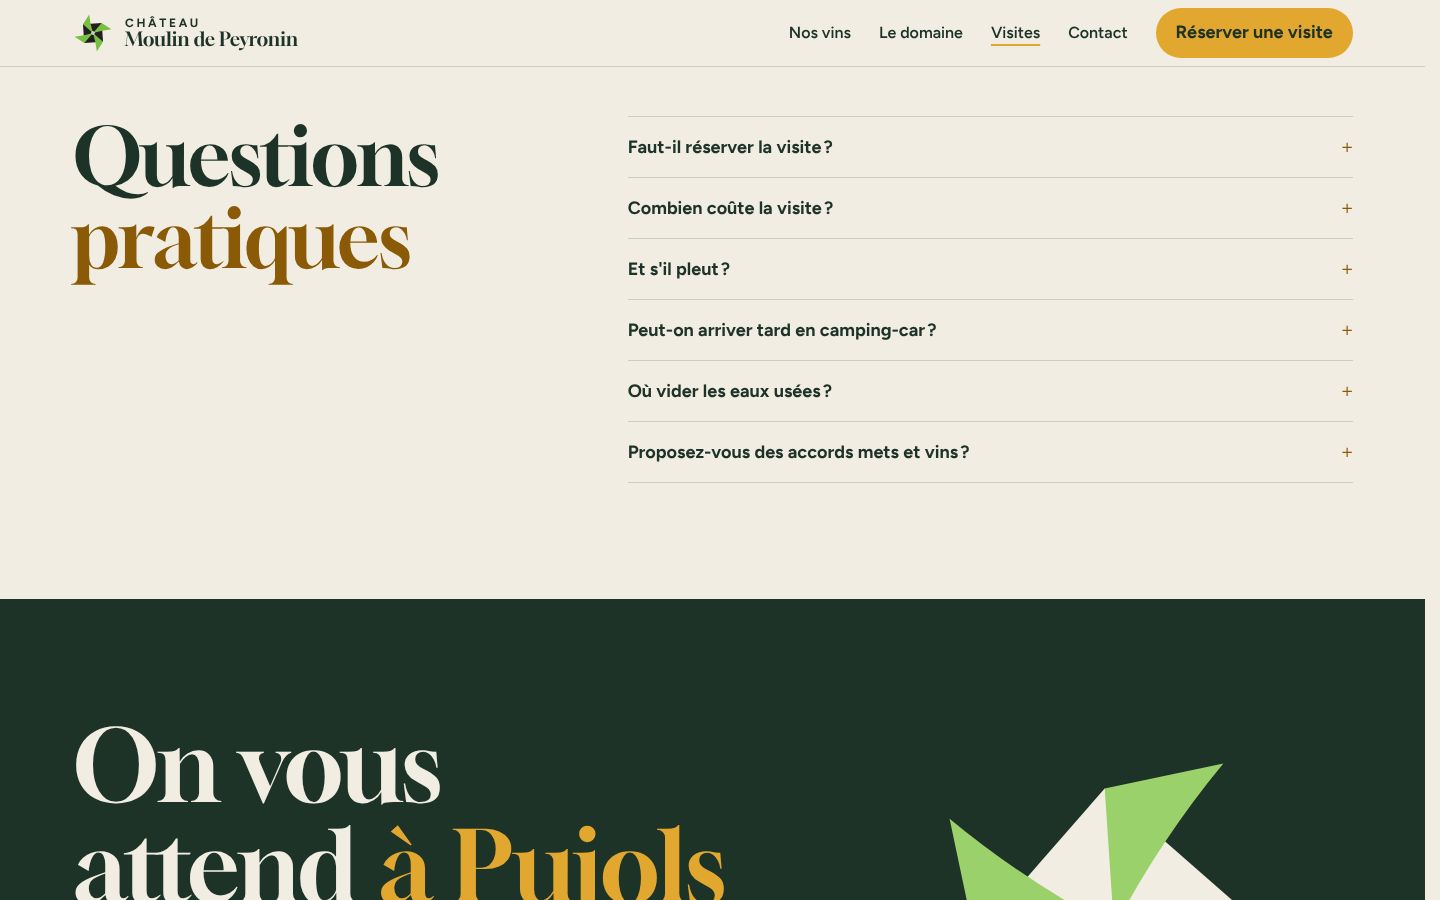 CHÂTEAU
Moulin de Peyronin
Nos vins
Le domaine
Visites
Contact
Réserver une visite
Questions
pratiques
Faut-il réserver la visite ?
+
Combien coûte la visite ?
+
Et s'il pleut ?
+
Peut-on arriver tard en camping-car ?
+
Où vider les eaux usées ?
+
Proposez-vous des accords mets et vins ?
+
On vous
attend à Pujols